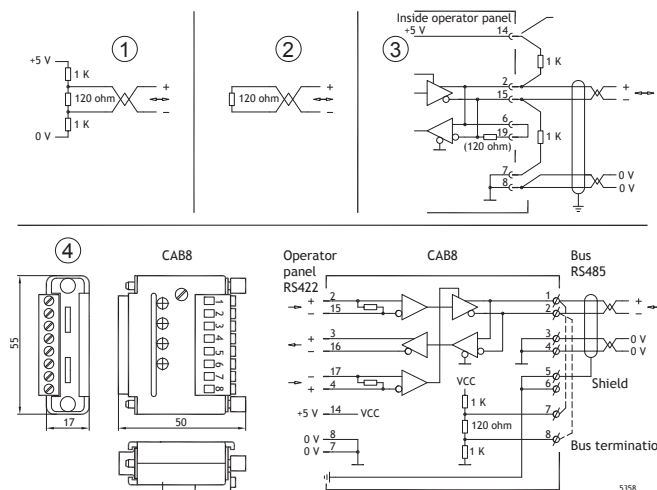 1
+5 V
1 K
120 ohm
1 K
0 V
+
−
2
120 ohm
+
−
3
Inside operator panel
+5 V
14
1 K
2
15
+
−
6
19
(120 ohm)
1 K
7
8
0 V
0 V
4
CAB8
55
17
50
1
2
3
4
5
6
7
8
Operator
panel
RS422
CAB8
Bus
RS485
+ 2
− 15
+ 3
− 16
− 17
+ 4
+5 V 14 VCC
0 V 8
0 V 7
VCC
1 K
120 ohm
1 K
1 +
2 −
3 0 V
4 0 V
5
6
Shield
7
8
Bus terminatio
5358